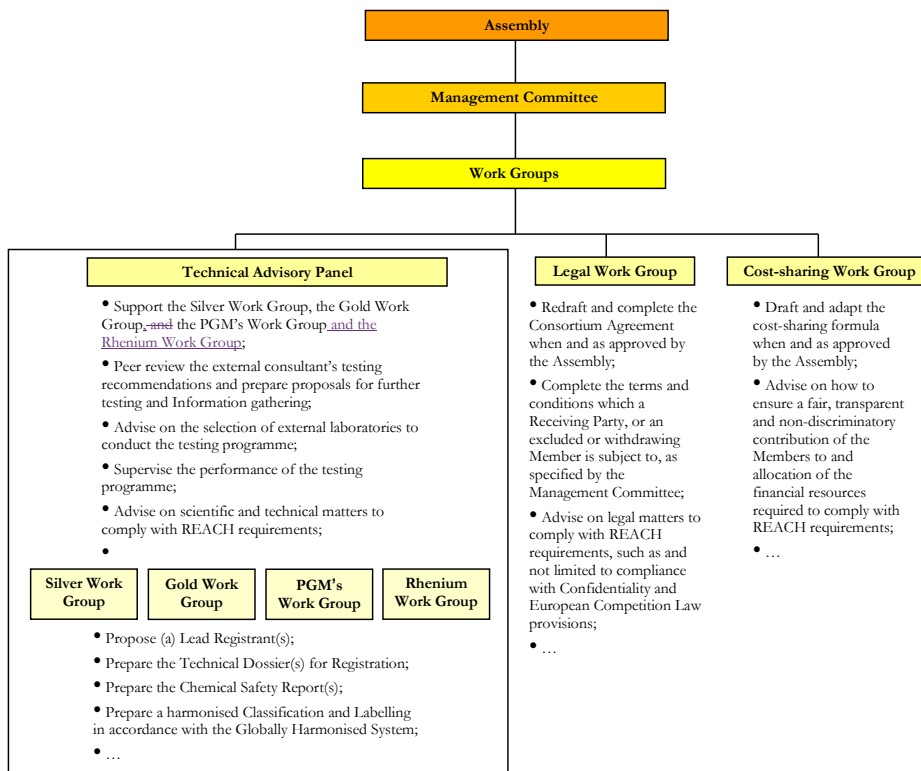 Assembly
Management Committee
Work Groups
Technical Advisory Panel
• Support the Silver Work Group, the Gold Work
Group, and the PGM's Work Group and the
Rhenium Work Group;
• Peer review the external consultant's testing
recommendations and prepare proposals for further
testing and Information gathering;
• Advise on the selection of external laboratories to
conduct the testing programme;
• Supervise the performance of the testing
programme;
• Advise on scientific and technical matters to
comply with REACH requirements;
•
Silver Work
Group
Gold Work
Group
PGM's
Work Group
Rhenium
Work Group
• Propose (a) Lead Registrant(s);
• Prepare the Technical Dossier(s) for Registration;
• Prepare the Chemical Safety Report(s);
• Prepare a harmonised Classification and Labelling
in accordance with the Globally Harmonised System;
• …
Legal Work Group
• Redraft and complete the
Consortium Agreement
when and as approved by
the Assembly;
• Complete the terms and
conditions which a
Receiving Party, or an
excluded or withdrawing
Member is subject to, as
specified by the
Management Committee;
• Advise on legal matters to
comply with REACH
requirements, such as and
not limited to compliance
with Confidentiality and
European Competition Law
provisions;
• …
Cost-sharing Work Group
• Draft and adapt the
cost-sharing formula
when and as approved
by the Assembly;
• Advise on how to
ensure a fair, transparent
and non-discriminatory
contribution of the
Members to and
allocation of the
financial resources
required to comply with
REACH requirements;
• …